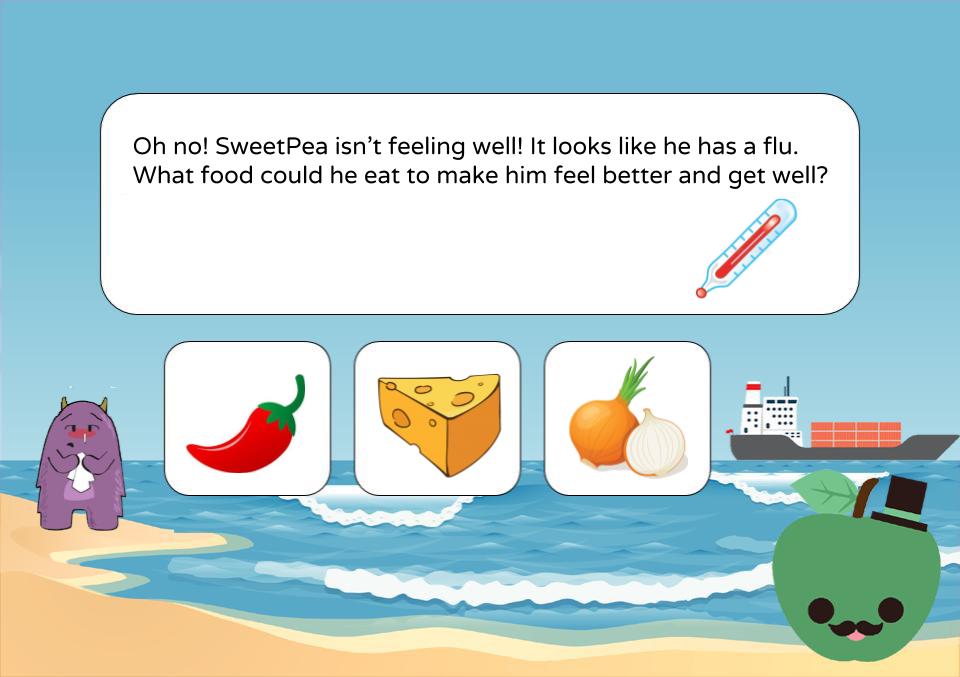 Oh no! SweetPea isn’t feeling well! It looks like he has a flu.
What food could he eat to make him feel better and get well?